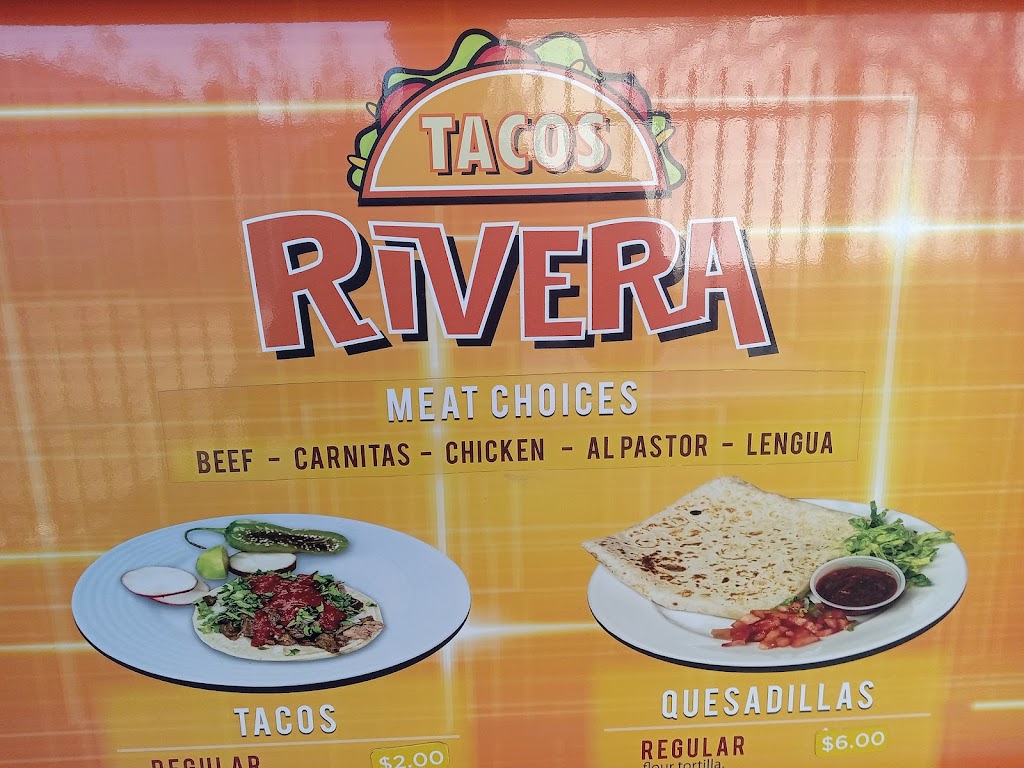 TACOS
RIVERA
MEAT CHOICES
BEEF - CARNITAS - CHICKEN - AL PASTOR - LENGUA
TACOS
REGULAR $2.00
QUESADILLAS
REGULAR $6.00
flour tortilla,